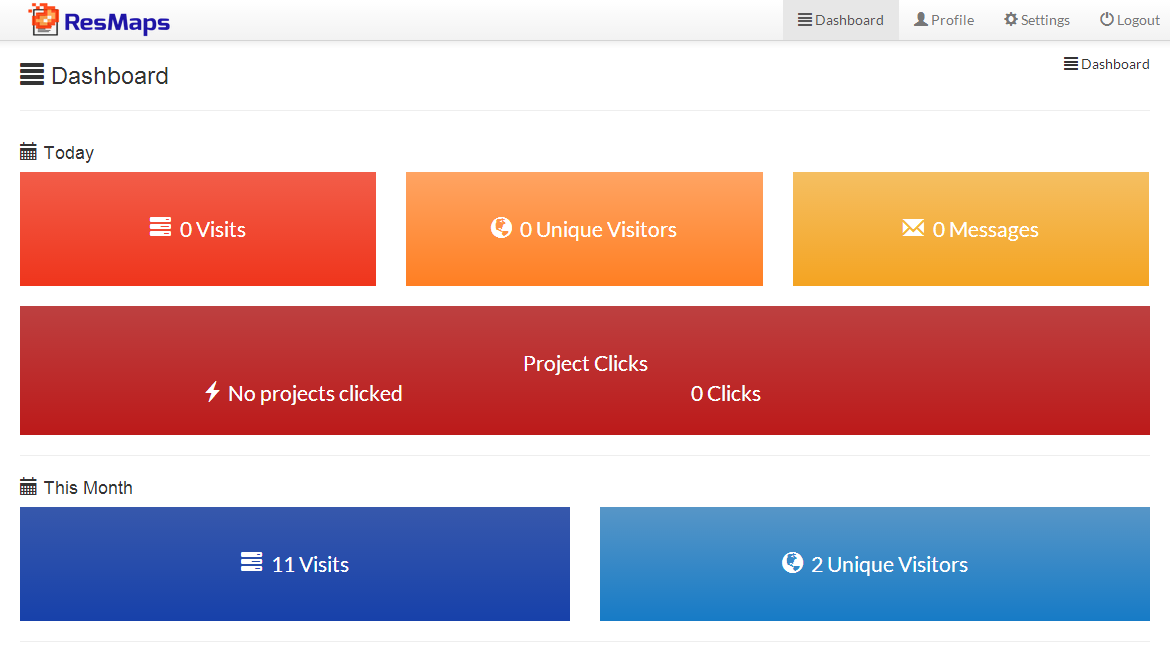 ResMaps
Dashboard Profile Settings Logout
Dashboard
Dashboard
Today
0 Visits
0 Unique Visitors
0 Messages
Project Clicks
No projects clicked
0 Clicks
This Month
11 Visits
2 Unique Visitors